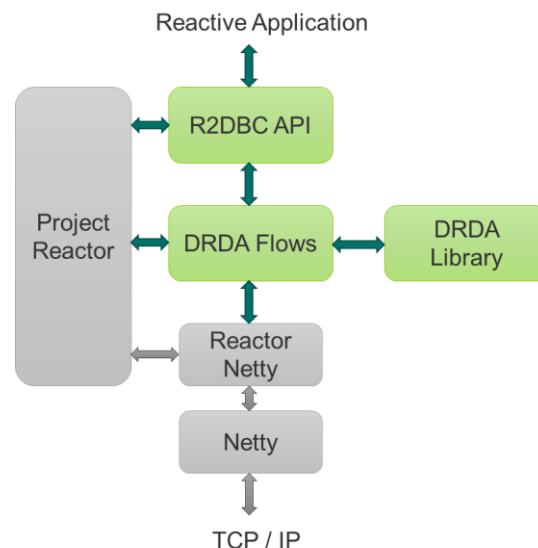 Reactive Application
R2DBC API
Project
Reactor
DRDA Flows
DRDA
Library
Reactor
Netty
Netty
TCP / IP